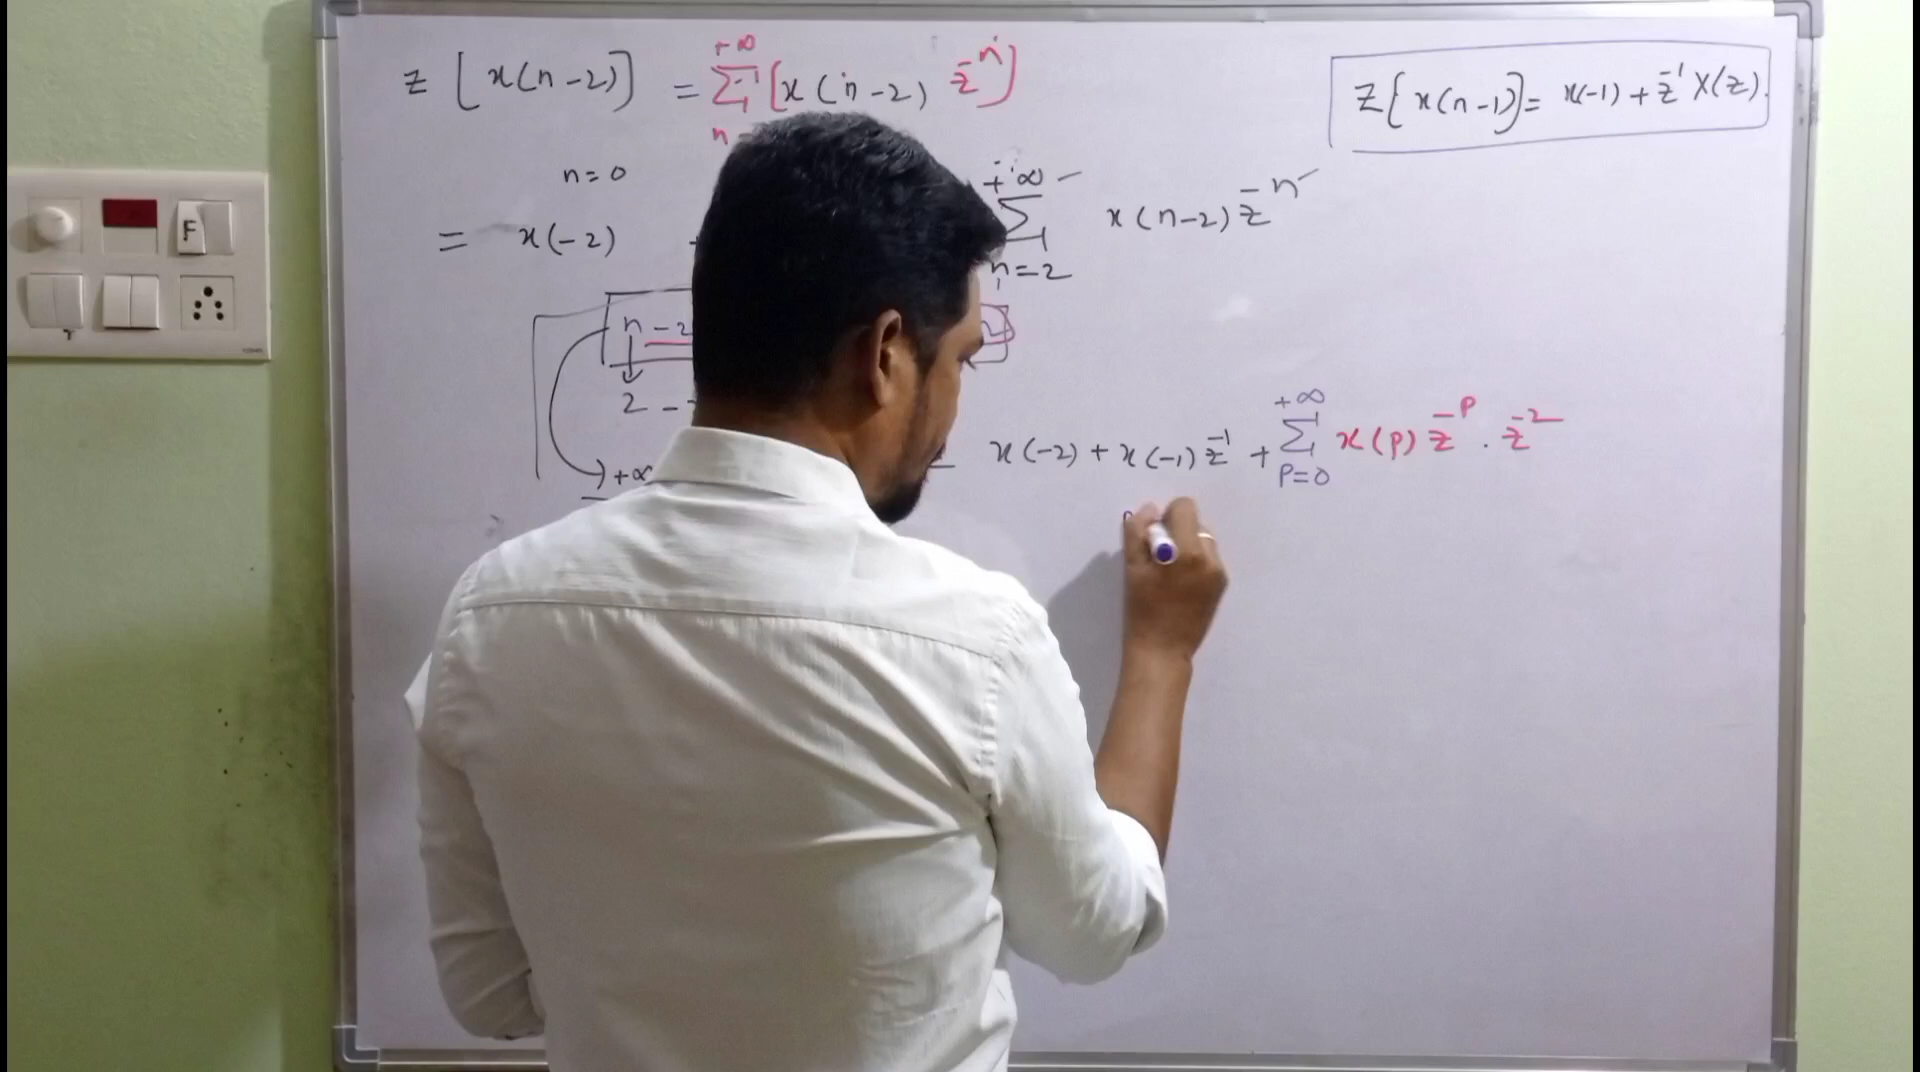 Z [x(n-2)] = +∞ Σ n [x(n-2) z^-n]
Z[x(n-1)] = x(-1) + z^-1 X(z).
n=0
= x(-2) +∞ Σ n=2 x(n-2) z^-n
n-2
2 -
+∞
x(-2) + x(-1) z^-1 + +∞ Σ P=0 x(p) z^-P . z^-2
F